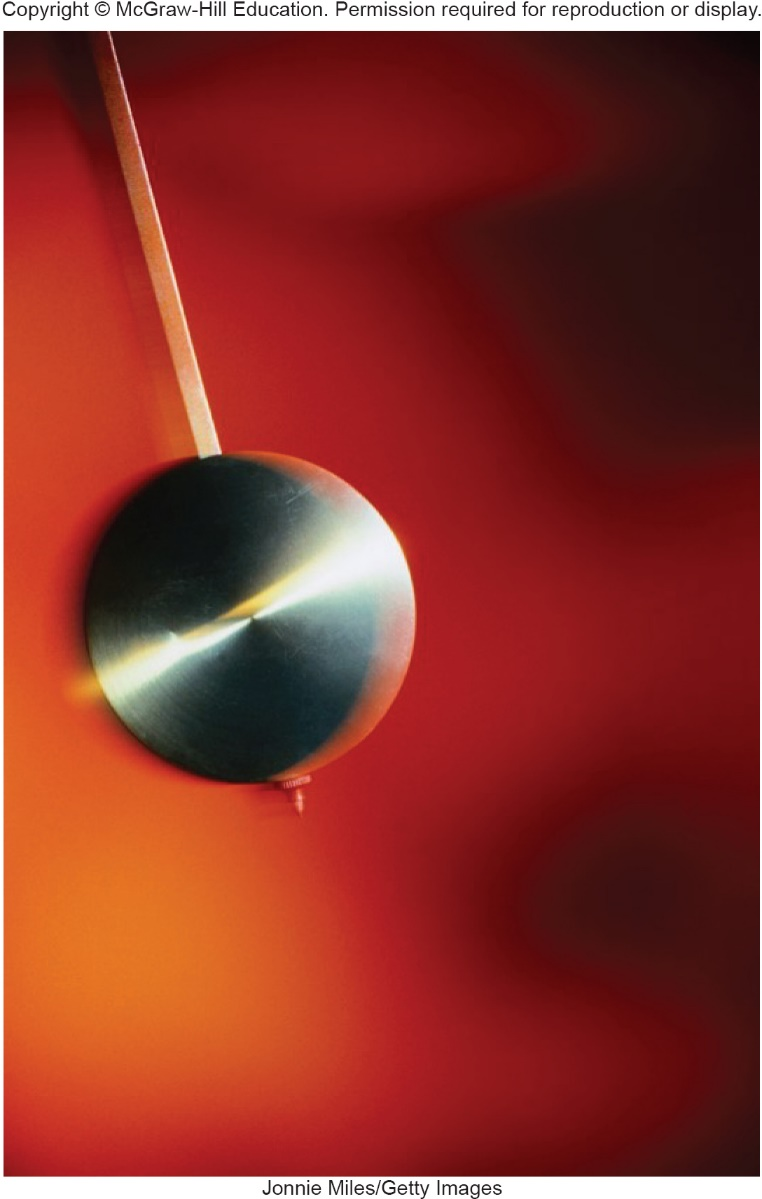 Copyright © McGraw-Hill Education. Permission required for reproduction or display.
Jonnie Miles/Getty Images